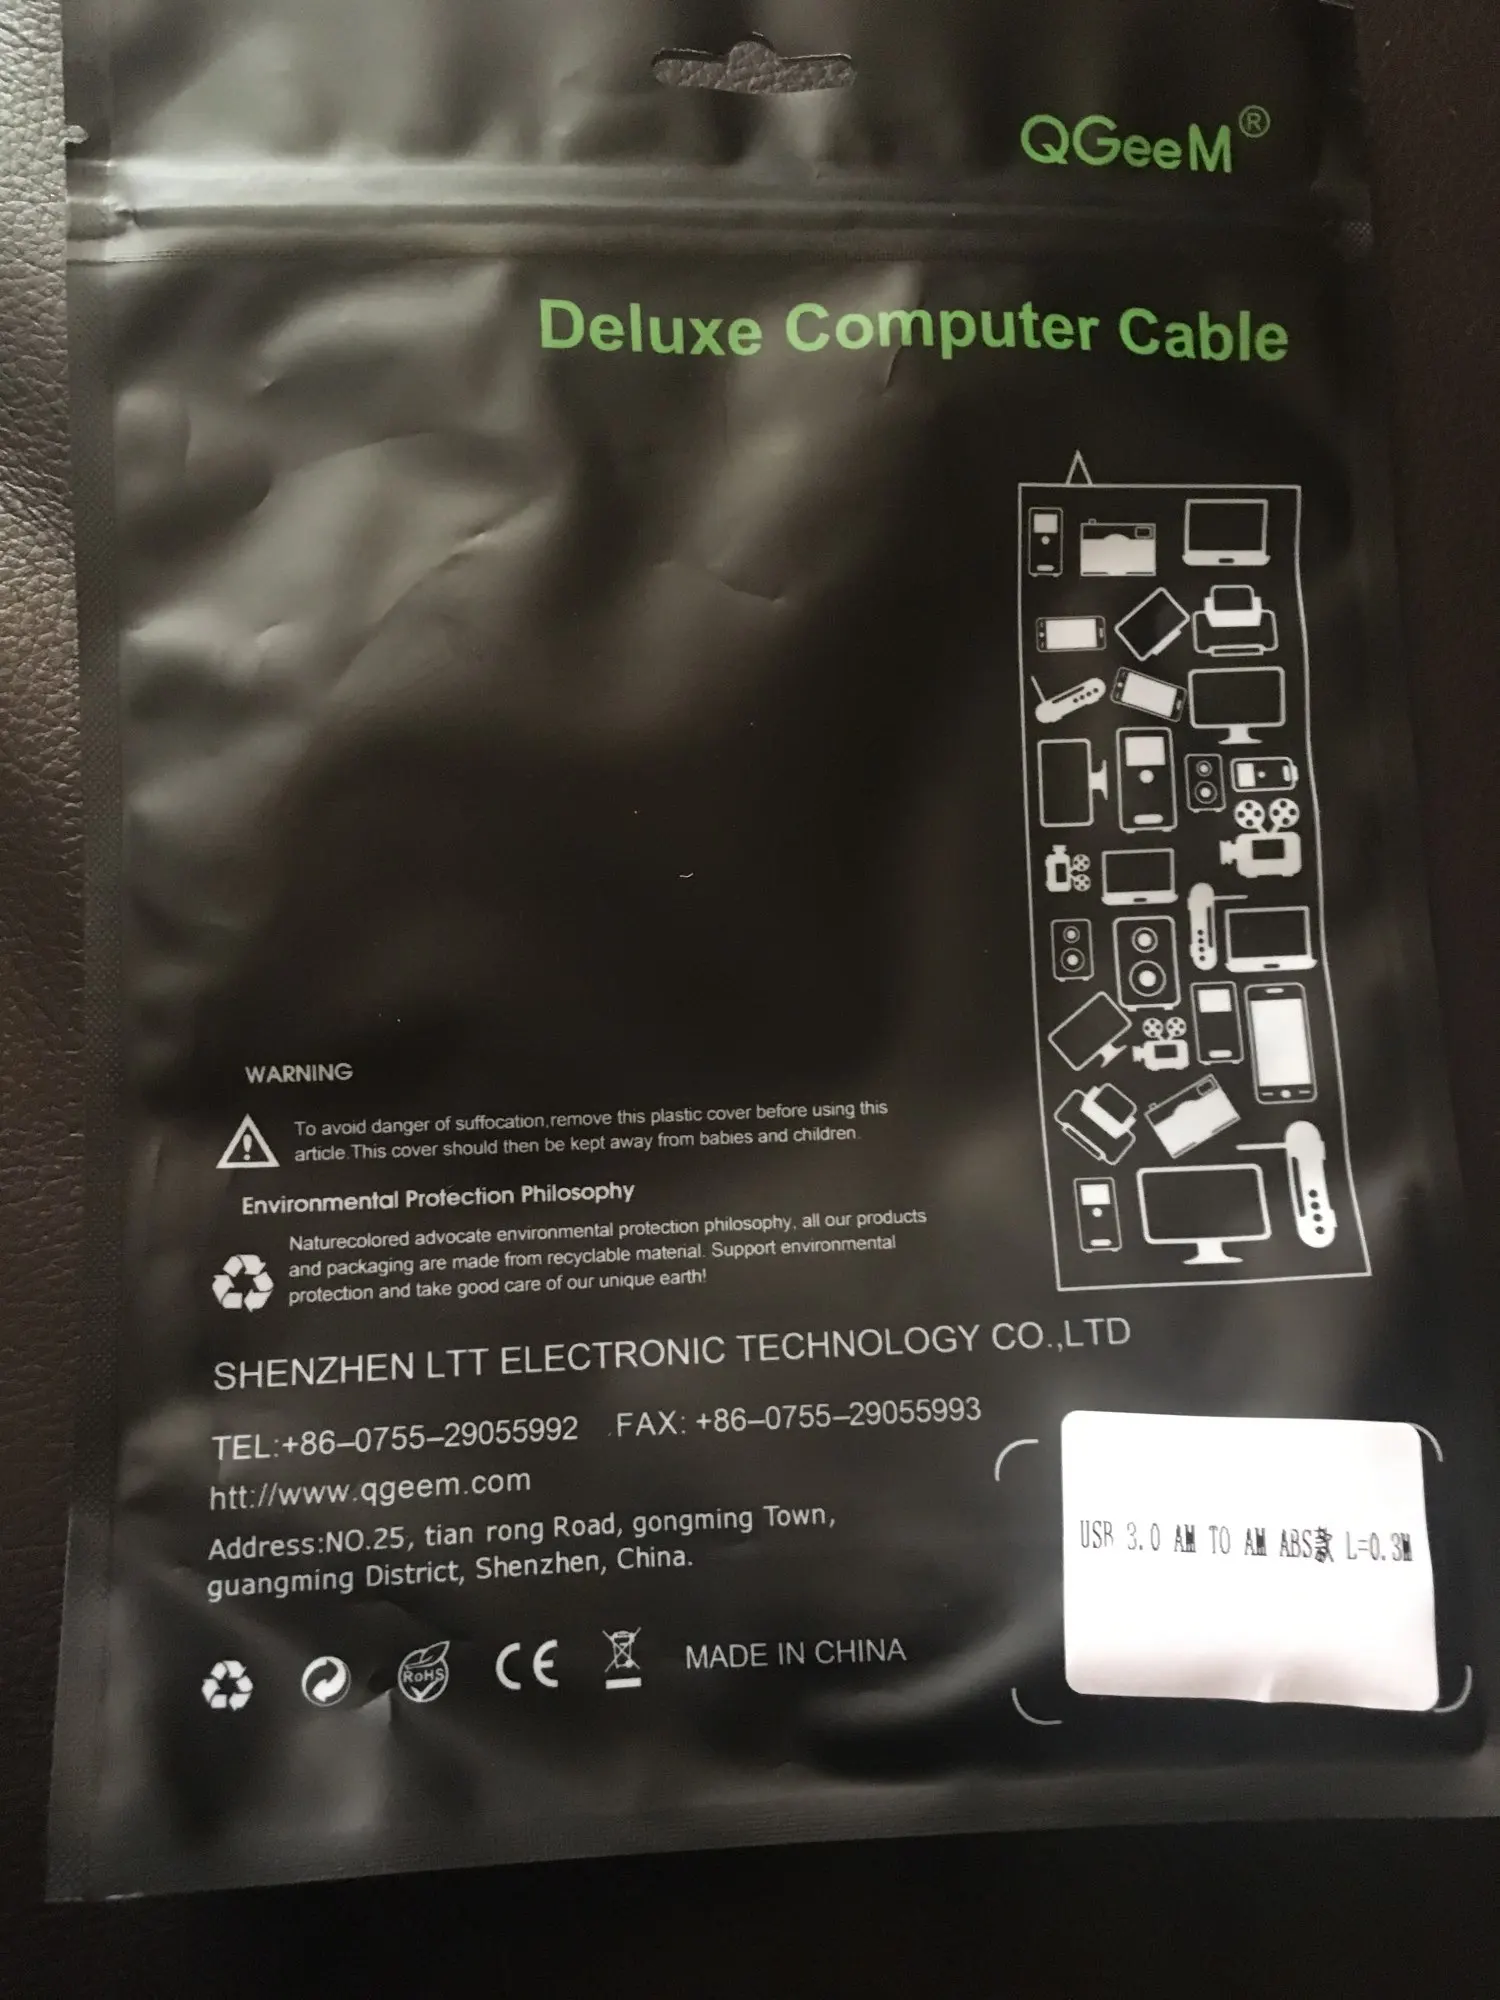 QGeeM®
Deluxe Computer Cable
WARNING
To avoid danger of suffocation,remove this plastic cover before using this
article.This cover should then be kept away from babies and children.
Environmental Protection Philosophy
Naturecolored advocate environmental protection philosophy, all our products
and packaging are made from recyclable material. Support environmental
protection and take good care of our unique earth!
SHENZHEN LTT ELECTRONIC TECHNOLOGY CO.,LTD
TEL:+86–0755–29055992 FAX: +86–0755–29055993
htt://www.qgeem.com
Address:NO.25, tian rong Road, gongming Town,
guangming District, Shenzhen, China.
USB 3.0 AM TO AM ABS款 L=0.3M
RoHS
CE
MADE IN CHINA